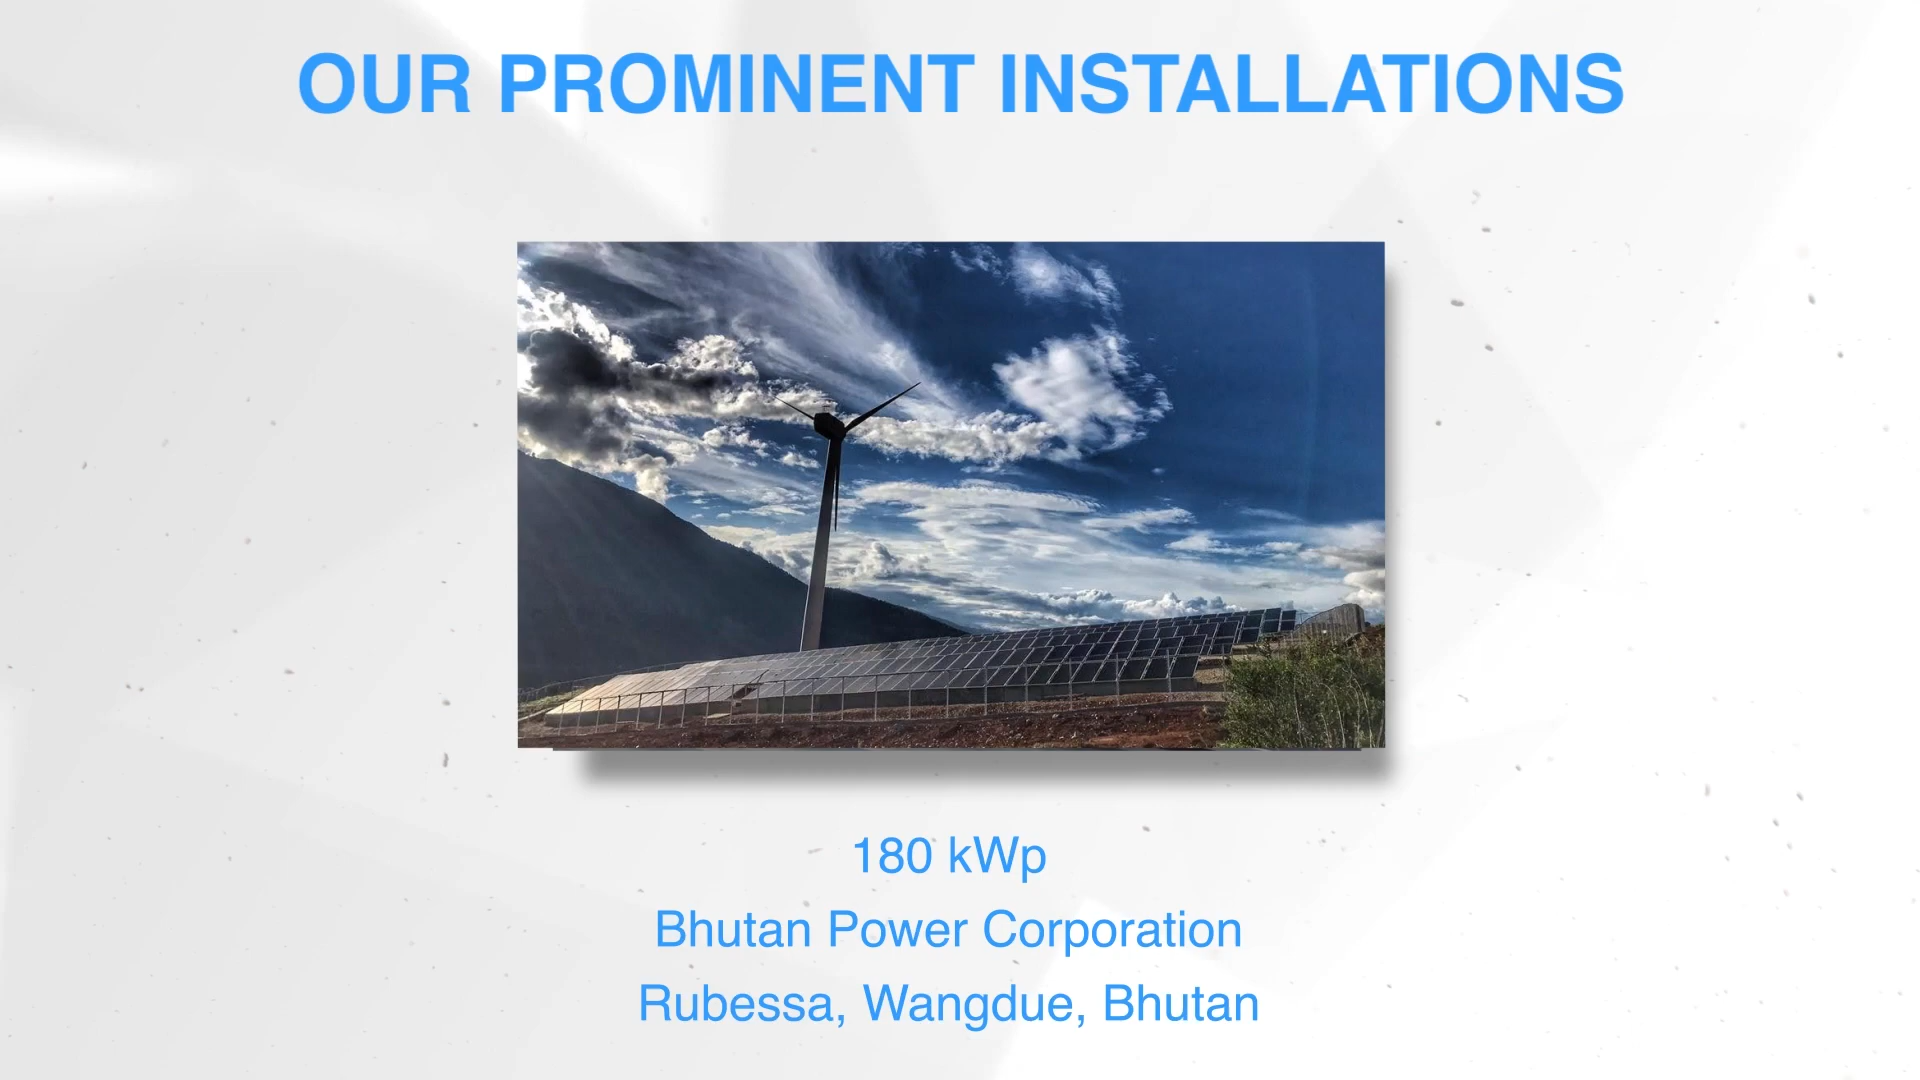 OUR PROMINENT INSTALLATIONS
180 kWp
Bhutan Power Corporation
Rubessa, Wangdue, Bhutan